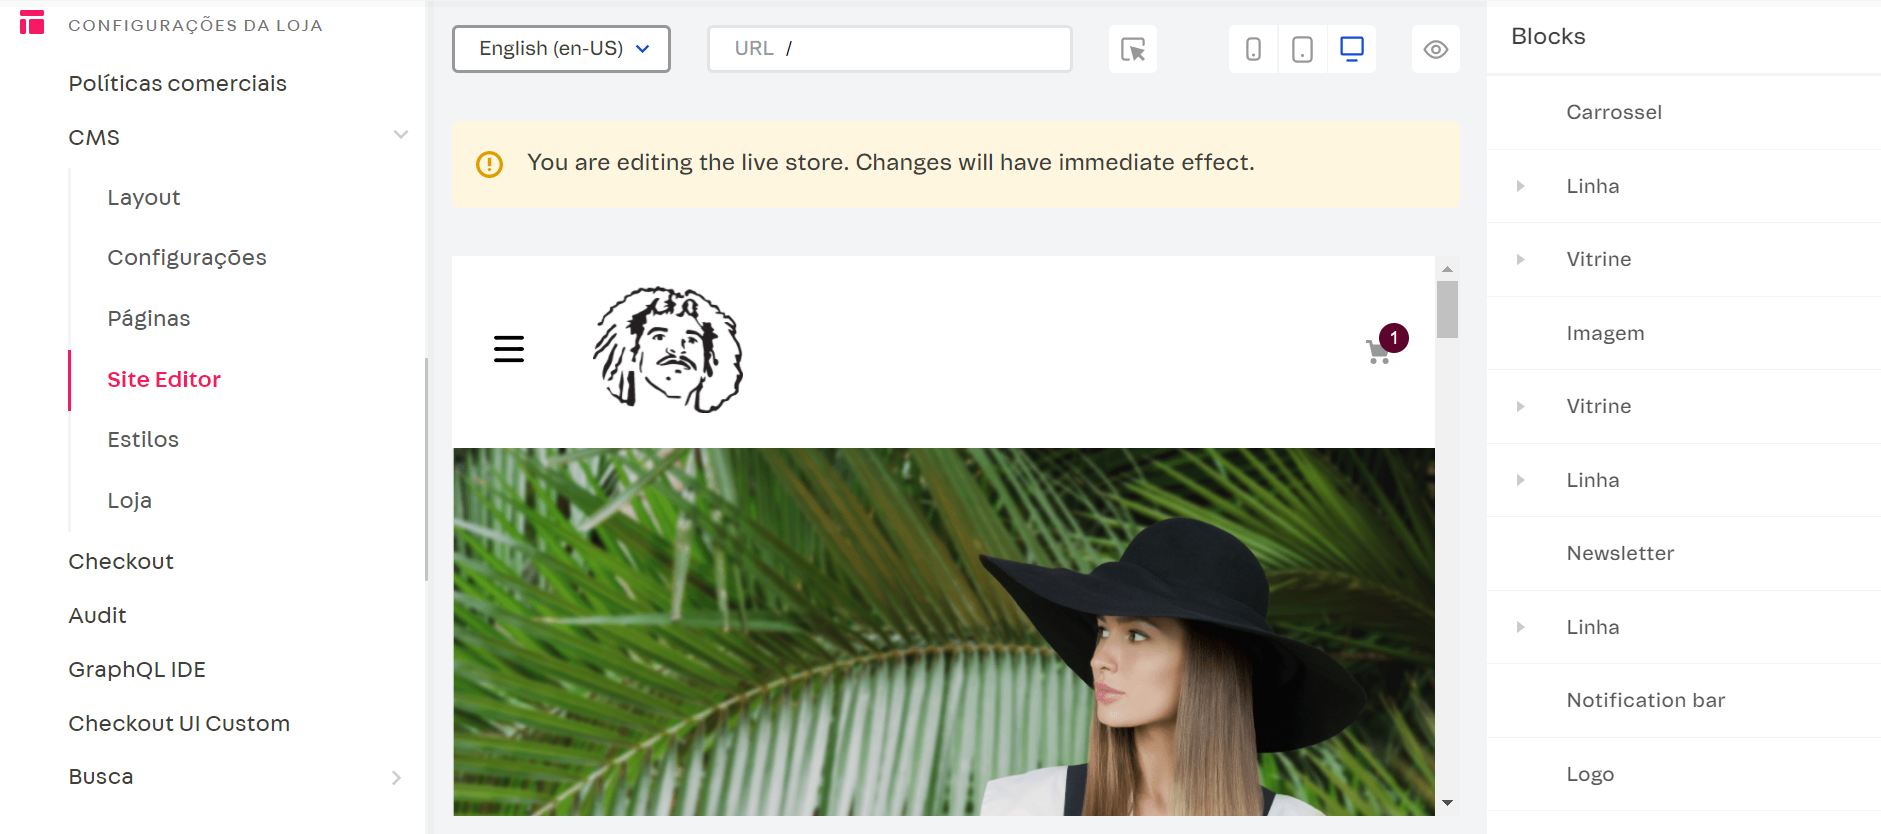 CONFIGURAÇÕES DA LOJA
Políticas comerciais
CMS
Layout
Configurações
Páginas
Site Editor
Estilos
Loja
Checkout
Audit
GraphQL IDE
Checkout UI Custom
Busca
English (en-US)
URL /
You are editing the live store. Changes will have immediate effect.
1
Blocks
Carrossel
Linha
Vitrine
Imagem
Vitrine
Linha
Newsletter
Linha
Notification bar
Logo